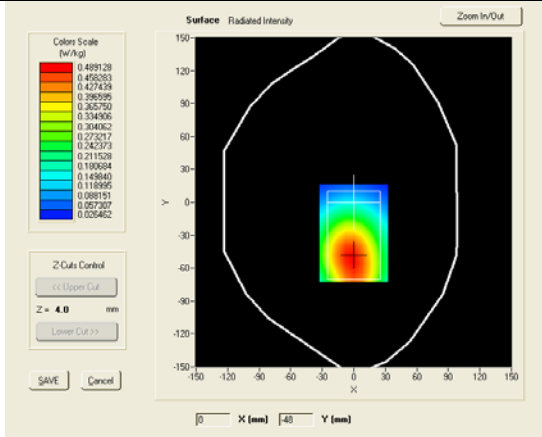 Surface Radiated Intensity
Zoom In/Out
Colors Scale
(W/kg)
0.489128
0.458283
0.427439
0.396595
0.365750
0.334906
0.304062
0.273217
0.242373
0.211528
0.180684
0.149840
0.118995
0.088151
0.057307
0.026462
Z-Cuts Control
<< Upper Cut
Z = 4.0 mm
Lower Cut >>
SAVE Cancel
150
120
90
60
30
0
-30
-60
-90
-120
-150
Y
-150 -120 -90 -60 -30 0 30 60 90 120 150
X
0 X (mm) -48 Y (mm)